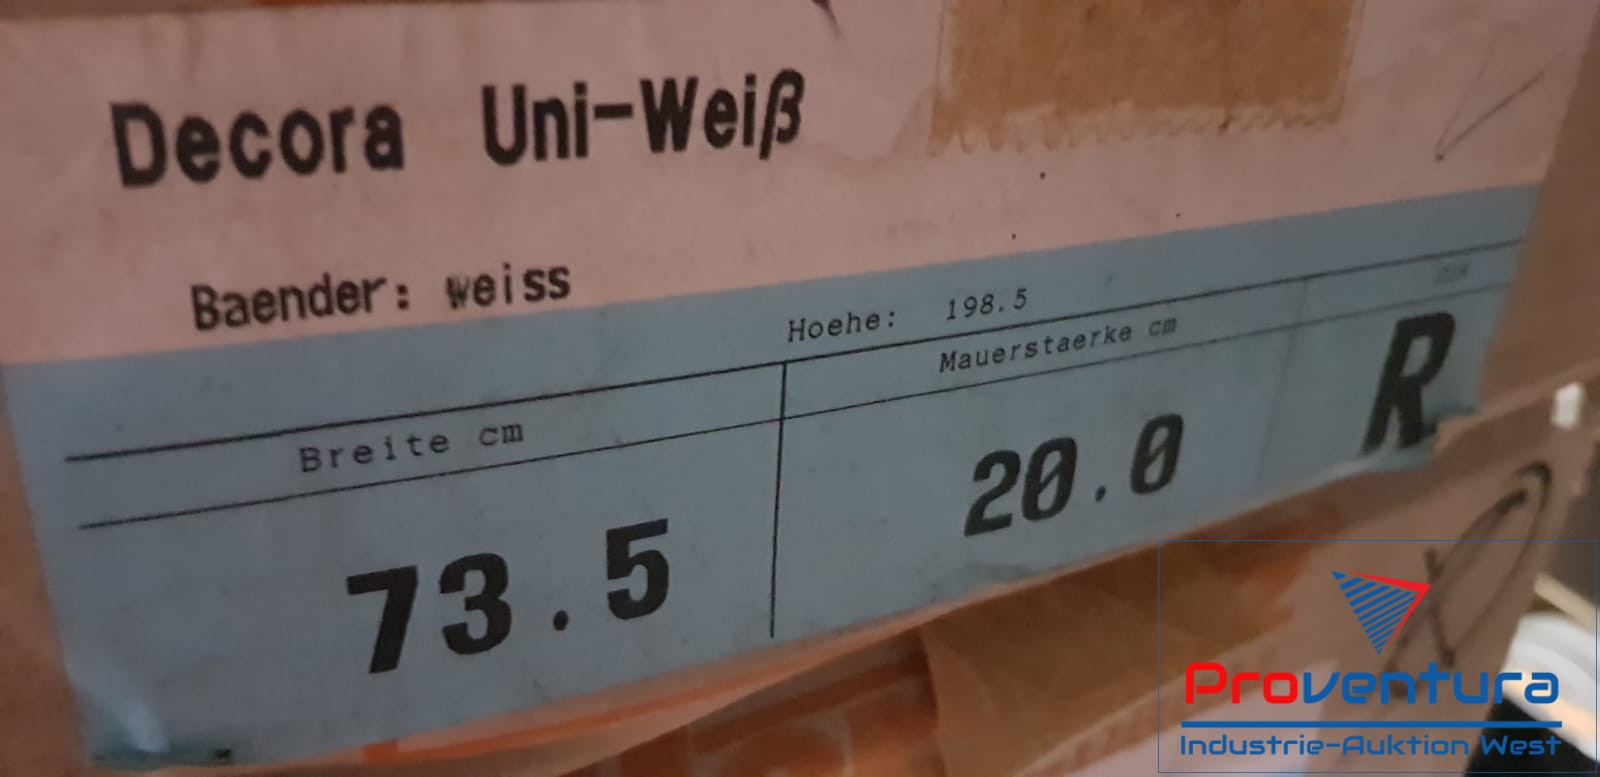 Decora Uni-Weiß
Baender: weiss
Hoehe: 198.5
Breite cm
Mauerstaerke cm
DIN
73.5
20.0
R
R
Proventura
Industrie-Auktion West